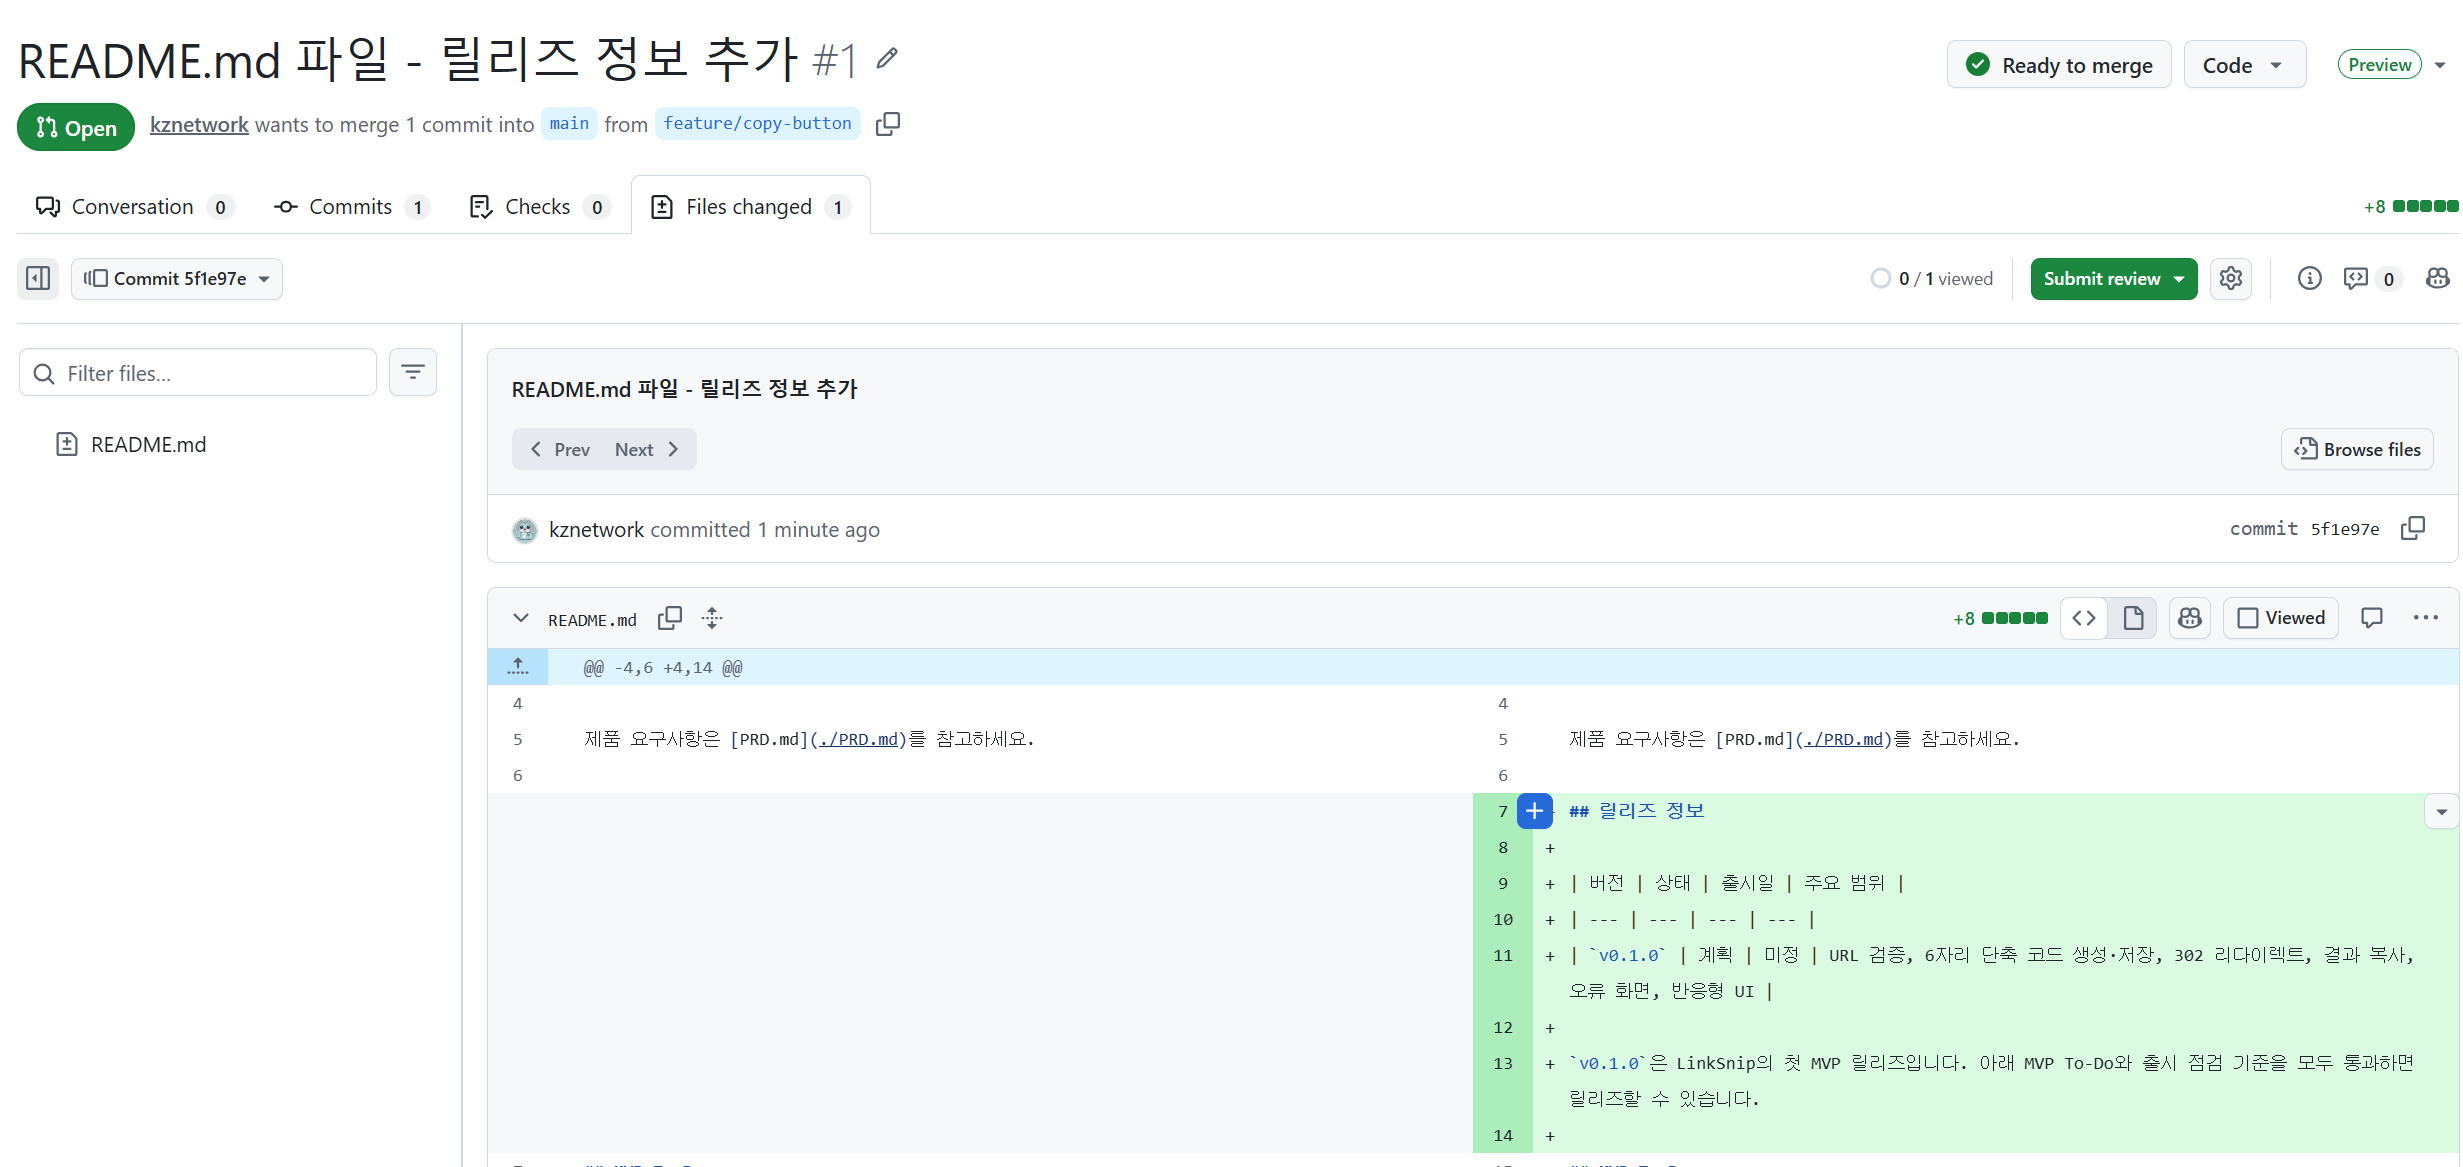 README.md 파일 - 릴리즈 정보 추가 #1
Ready to merge
Code
Preview
Open
kznetwork wants to merge 1 commit into main from feature/copy-button
Conversation 0
Commits 1
Checks 0
Files changed 1
+8
Commit 5f1e97e
0 / 1 viewed
Submit review
0
Filter files...
README.md
README.md 파일 - 릴리즈 정보 추가
Prev Next
Browse files
kznetwork committed 1 minute ago
commit 5f1e97e
README.md
+8
Viewed
@@ -4,6 +4,14 @@
4
4
5 제품 요구사항은 [PRD.md](./PRD.md)를 참고하세요.
5 제품 요구사항은 [PRD.md](./PRD.md)를 참고하세요.
6
6
7 ## 릴리즈 정보
8 +
9 + | 버전 | 상태 | 출시일 | 주요 범위 |
10 + | --- | --- | --- | --- |
11 + | `v0.1.0` | 계획 | 미정 | URL 검증, 6자리 단축 코드 생성·저장, 302 리다이렉트, 결과 복사,
오류 화면, 반응형 UI |
12 +
13 + `v0.1.0`은 LinkSnip의 첫 MVP 릴리즈입니다. 아래 MVP To-Do와 출시 점검 기준을 모두 통과하면
릴리즈할 수 있습니다.
14 +